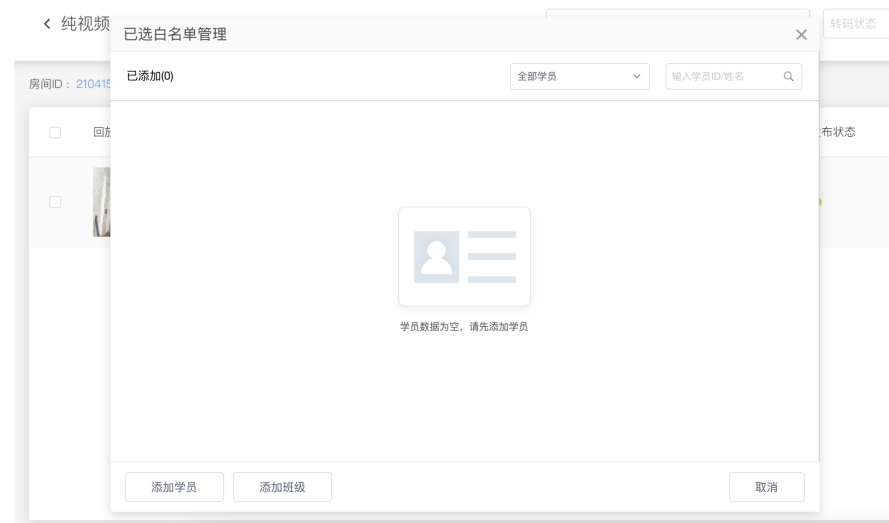 纯视频
转码状态
已选白名单管理
房间ID：210415
已添加(0)
全部学员
输入学员ID/姓名
回放
布状态
学员数据为空，请先添加学员
添加学员
添加班级
取消